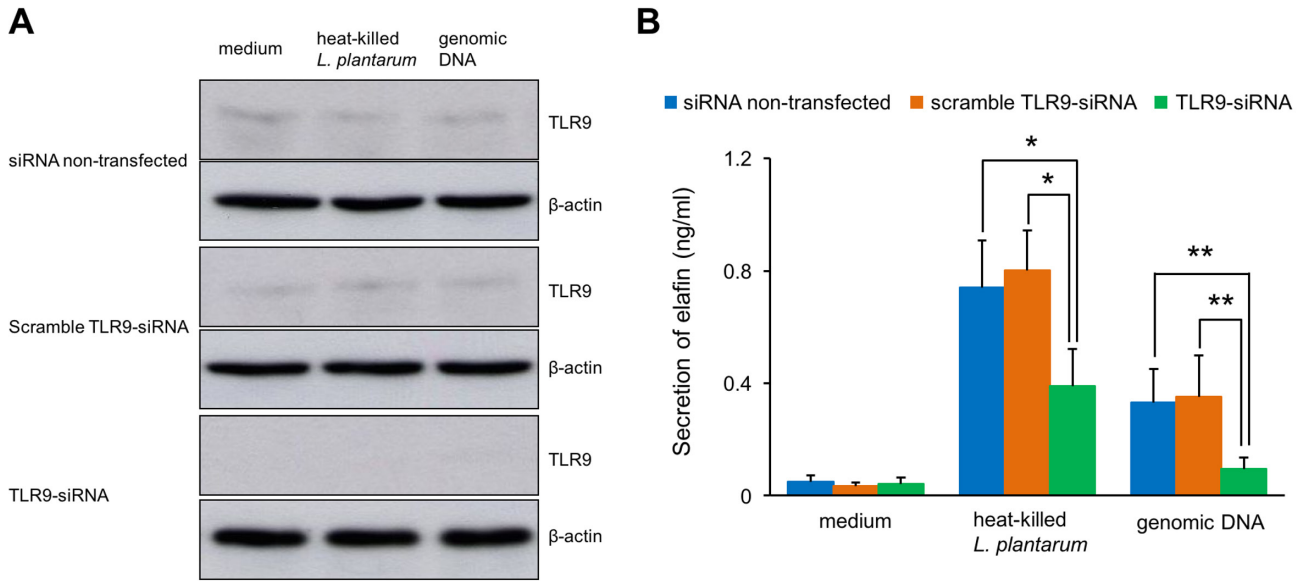 A
medium
heat-killed
L. plantarum
genomic
DNA
siRNA non-transfected
TLR9
β-actin
Scramble TLR9-siRNA
TLR9
β-actin
TLR9-siRNA
TLR9
β-actin
B
siRNA non-transfected
scramble TLR9-siRNA
TLR9-siRNA
Secretion of elafin (ng/ml)
1.2
0.8
0.4
0
*
*
**
**
medium
heat-killed
L. plantarum
genomic DNA